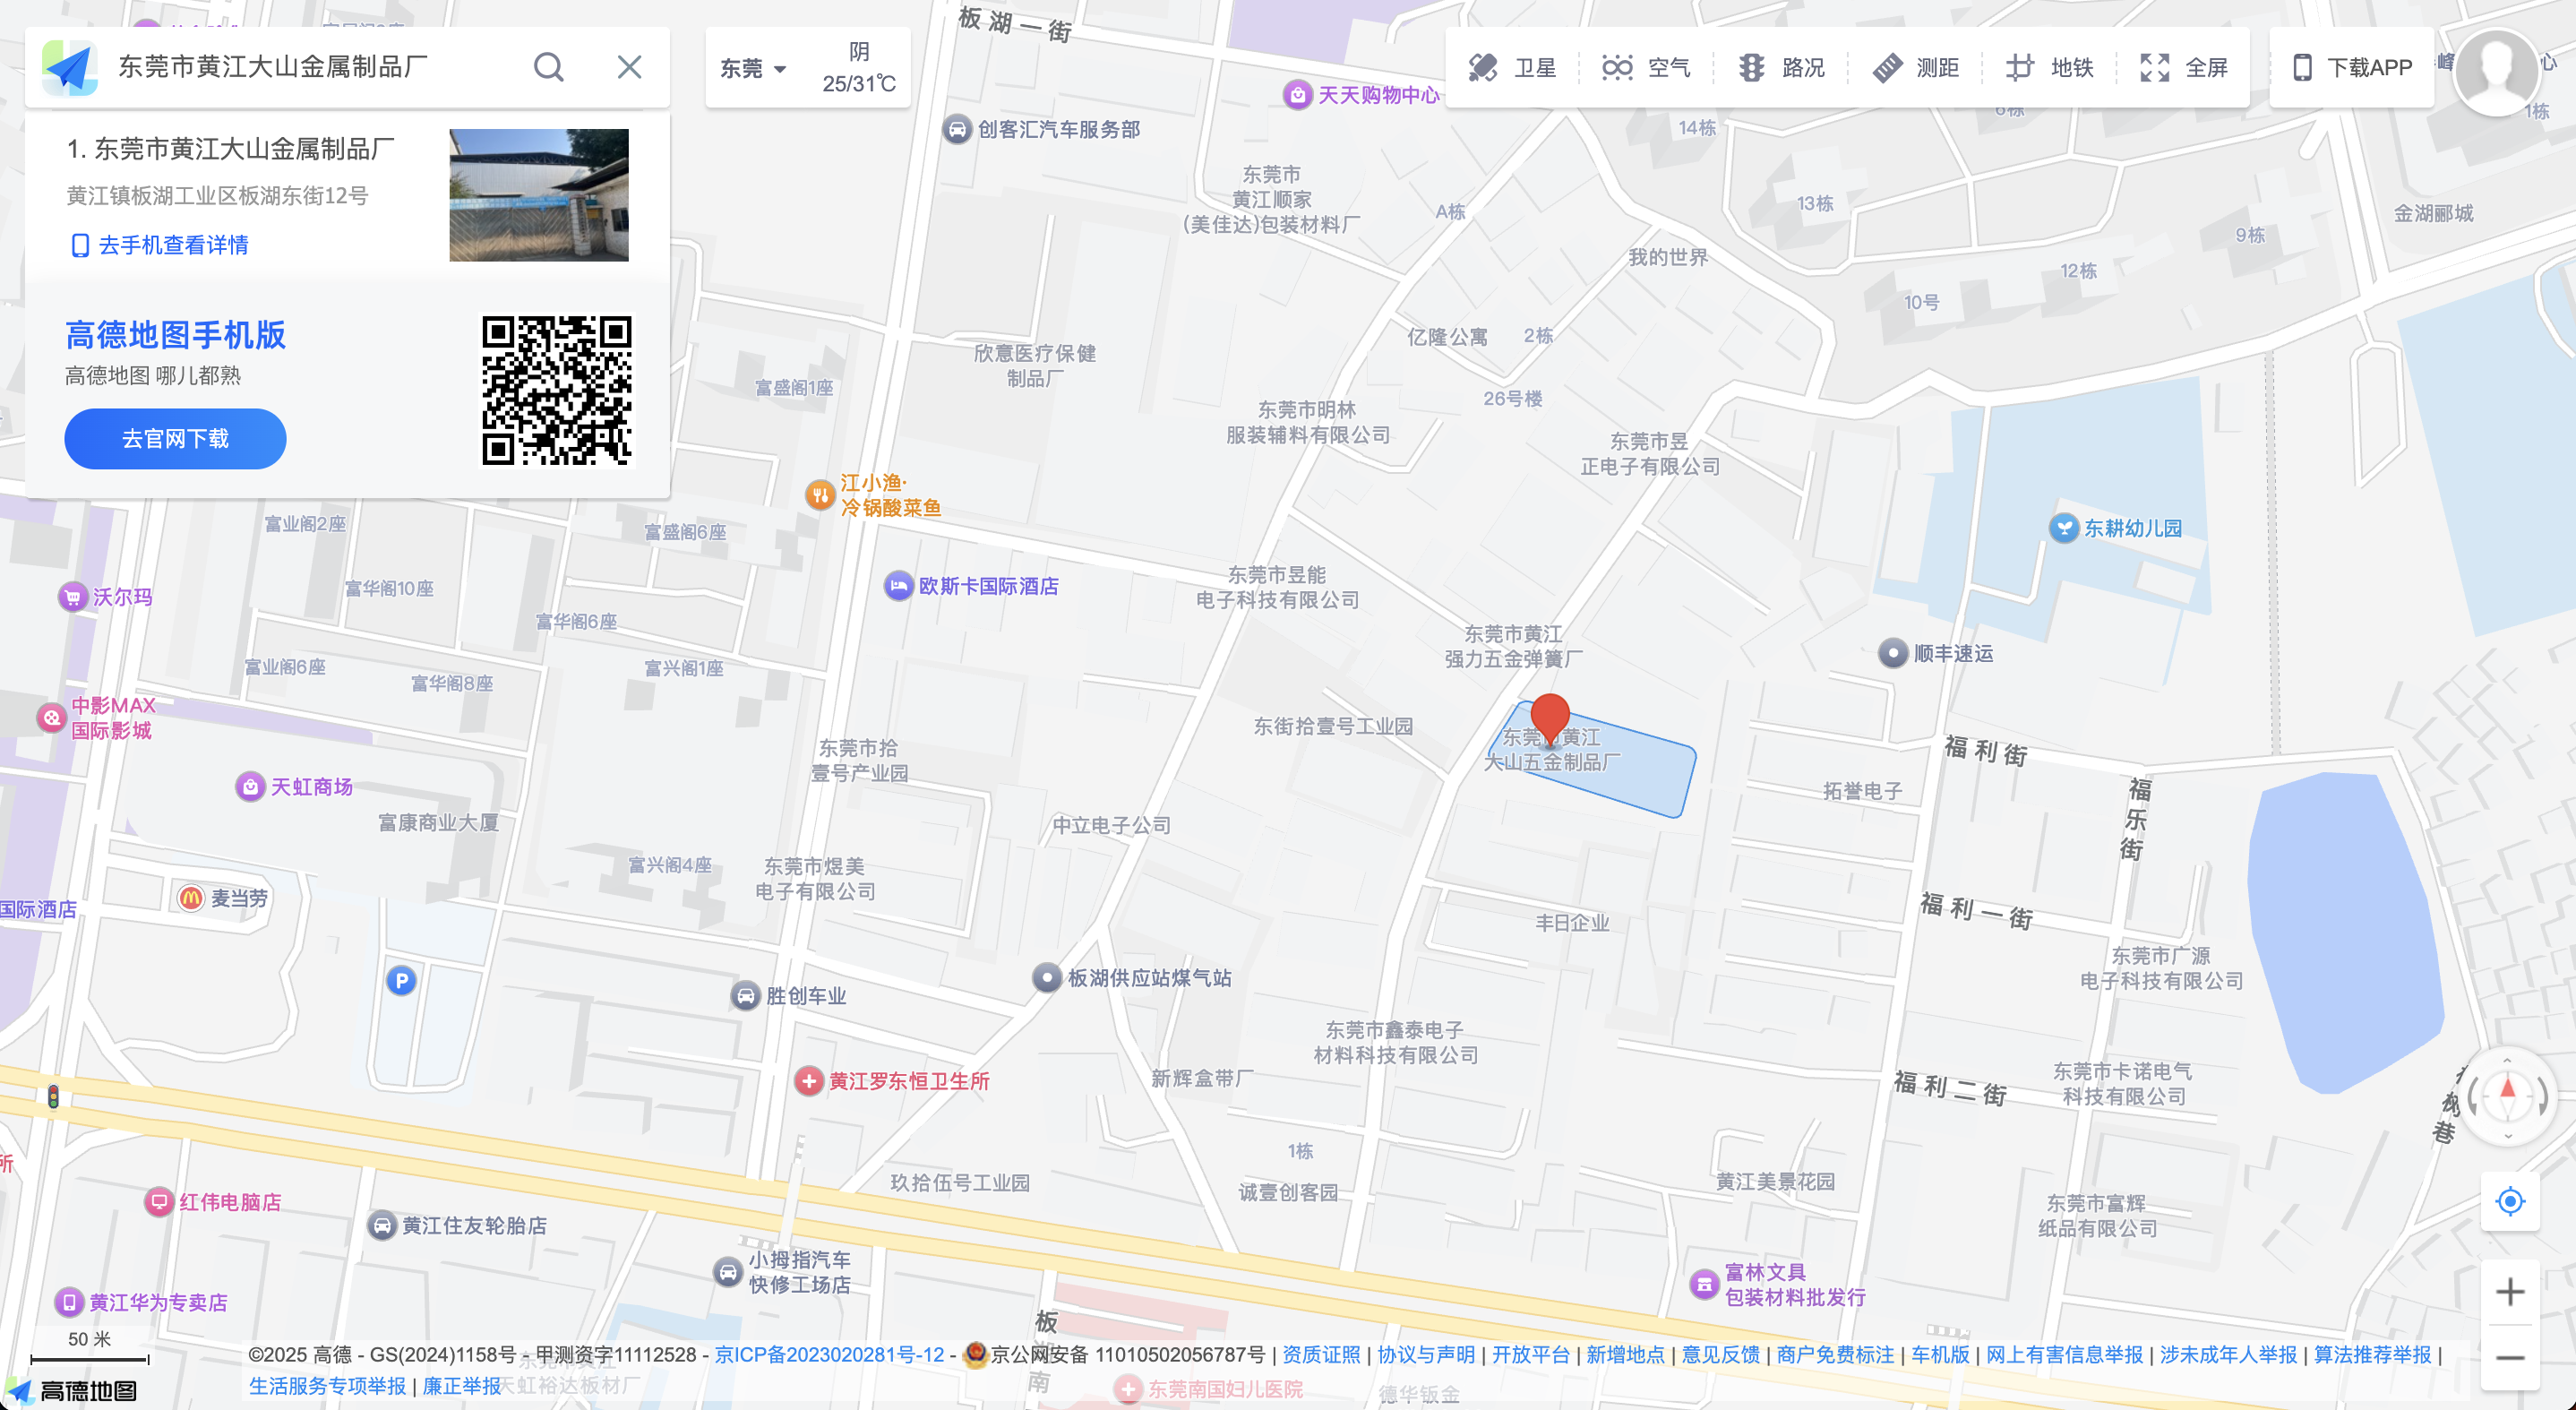 东莞市黄江大山金属制品厂
东莞
阴
25/31℃
卫星
空气
路况
测距
地铁
全屏
下载APP
1. 东莞市黄江大山金属制品厂
黄江镇板湖工业区板湖东街12号
去手机查看详情
高德地图手机版
高德地图 哪儿都熟
去官网下载
板湖一街
天天购物中心
创客汇汽车服务部
14栋
6栋
1栋
东莞市
黄江顺家
(美佳达)包装材料厂
A栋
13栋
金湖郦城
9栋
我的世界
12栋
10号
亿隆公寓
2栋
欣意医疗保健
制品厂
富盛阁1座
26号楼
东莞市明林
服装辅料有限公司
东莞市昱
正电子有限公司
江小渔·
冷锅酸菜鱼
富业阁2座
富盛阁6座
东耕幼儿园
欧斯卡国际酒店
东莞市昱能
电子科技有限公司
富华阁10座
沃尔玛
富华阁6座
东莞市黄江
强力五金弹簧厂
顺丰速运
富业阁6座
富兴阁1座
富华阁8座
中影MAX
国际影城
东街拾壹号工业园
东莞市黄江
大山五金制品厂
福利街
东莞市拾
壹号产业园
天虹商场
拓誉电子
福乐街
富康商业大厦
中立电子公司
富兴阁4座
东莞市煜美
电子有限公司
麦当劳
国际酒店
福利一街
丰日企业
东莞市广源
电子科技有限公司
P
板湖供应站煤气站
胜创车业
东莞市鑫泰电子
材料科技有限公司
黄江罗东恒卫生所
新辉盒带厂
福利二街
东莞市卡诺电气
科技有限公司
巷
1栋
所
玖拾伍号工业园
诚壹创客园
黄江美景花园
红伟电脑店
东莞市富辉
纸品有限公司
黄江住友轮胎店
小拇指汽车
快修工场店
富林文具
包装材料批发行
黄江华为专卖店
板湖南
50 米
©2025 高德 - GS(2024)1158号 - 甲测资字11112528 - 京ICP备2023020281号-12 - 京公网安备 11010502056787号 | 资质证照 | 协议与声明 | 开放平台 | 新增地点 | 意见反馈 | 商户免费标注 | 车机版 | 网上有害信息举报 | 涉未成年人举报 | 算法推荐举报 |
生活服务专项举报 | 廉正举报
天虹裕达板材厂
高德地图
东莞南国妇儿医院
德华钣金